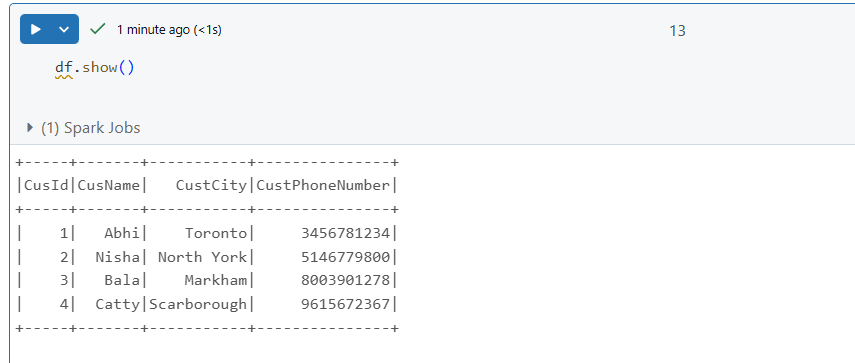 1 minute ago (<1s)
13
df.show()
(1) Spark Jobs
+-----+-------+-----------+---------------+
|CusId|CusName|   CustCity|CustPhoneNumber|
+-----+-------+-----------+---------------+
|    1|   Abhi|    Toronto|     3456781234|
|    2|  Nisha| North York|     5146779800|
|    3|   Bala|    Markham|     8003901278|
|    4|  Catty|Scarborough|     9615672367|
+-----+-------+-----------+---------------+